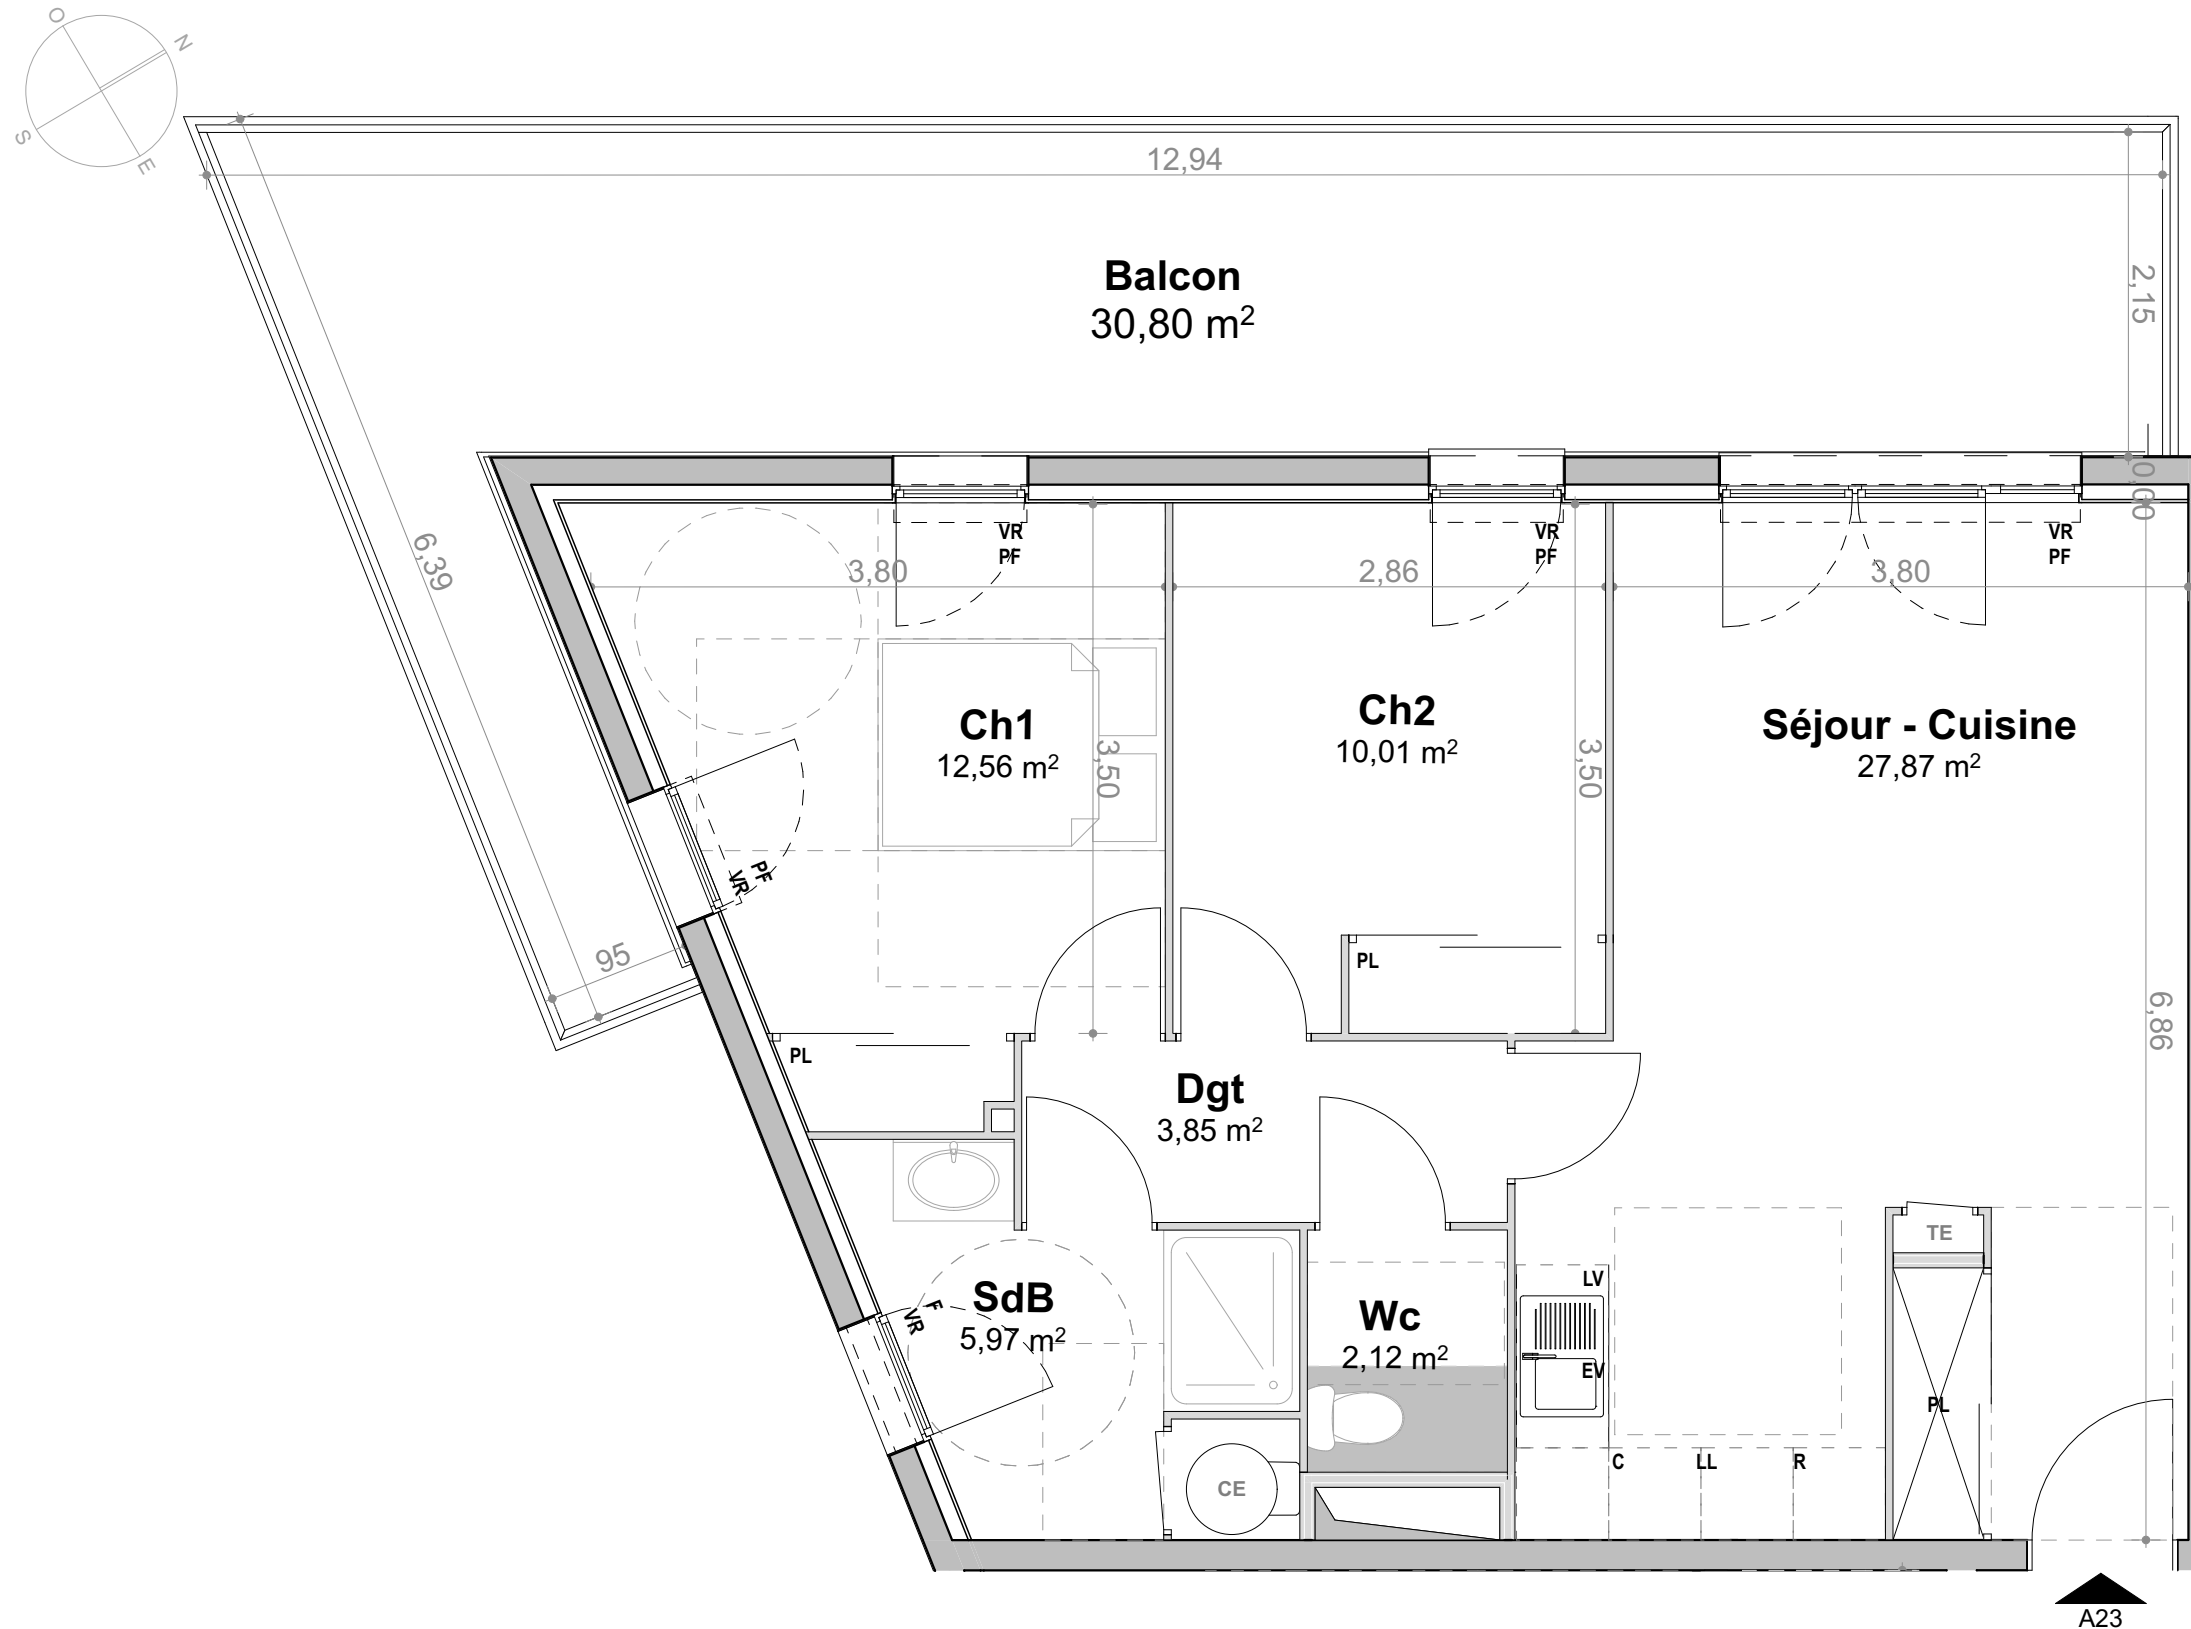 O
N
S
E
12,94
Balcon
30,80 m²
2,15
0,00
6,39
VR
PF
VR
PF
VR
PF
3,80
2,86
3,80
Ch1
12,56 m²
3,50
Ch2
10,01 m²
3,50
Séjour - Cuisine
27,87 m²
VR
PF
95
PL
PL
6,86
Dgt
3,85 m²
TE
SdB
5,97 m²
F
VR
Wc
2,12 m²
LV
EV
PL
C
LL
R
CE
A23